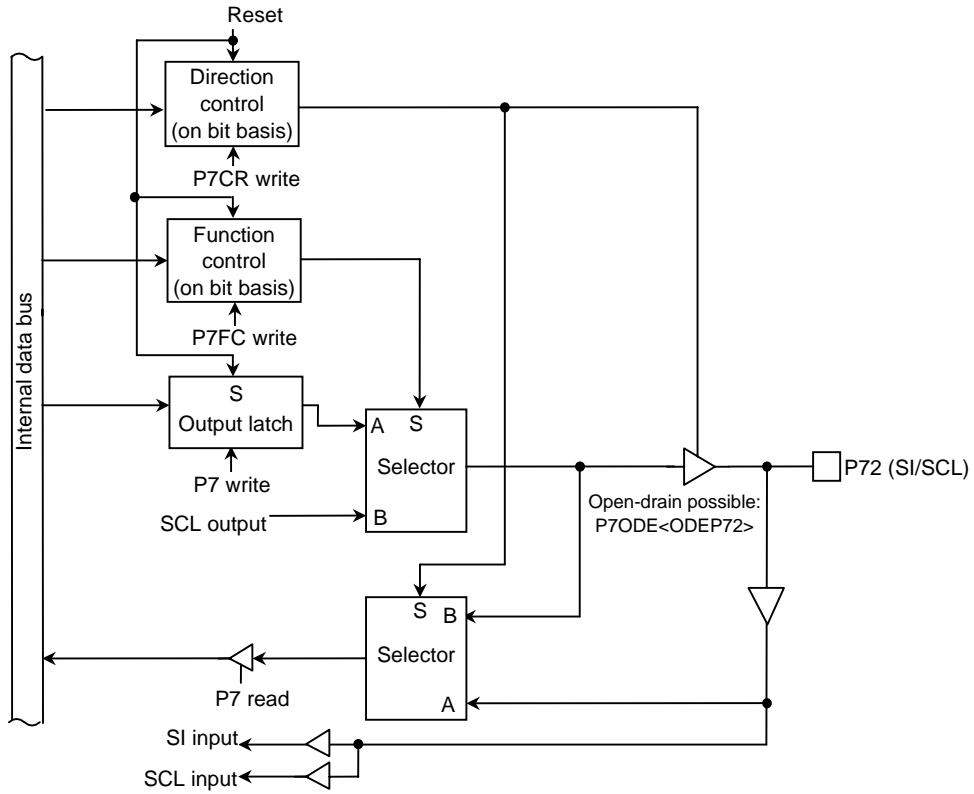 Reset
Direction
control
(on bit basis)
P7CR write
Function
control
(on bit basis)
P7FC write
Internal data bus
S
Output latch
P7 write
A
S
Selector
B
SCL output
P72 (SI/SCL)
Open-drain possible:
P7ODE<ODEP72>
S
B
Selector
A
P7 read
SI input
SCL input